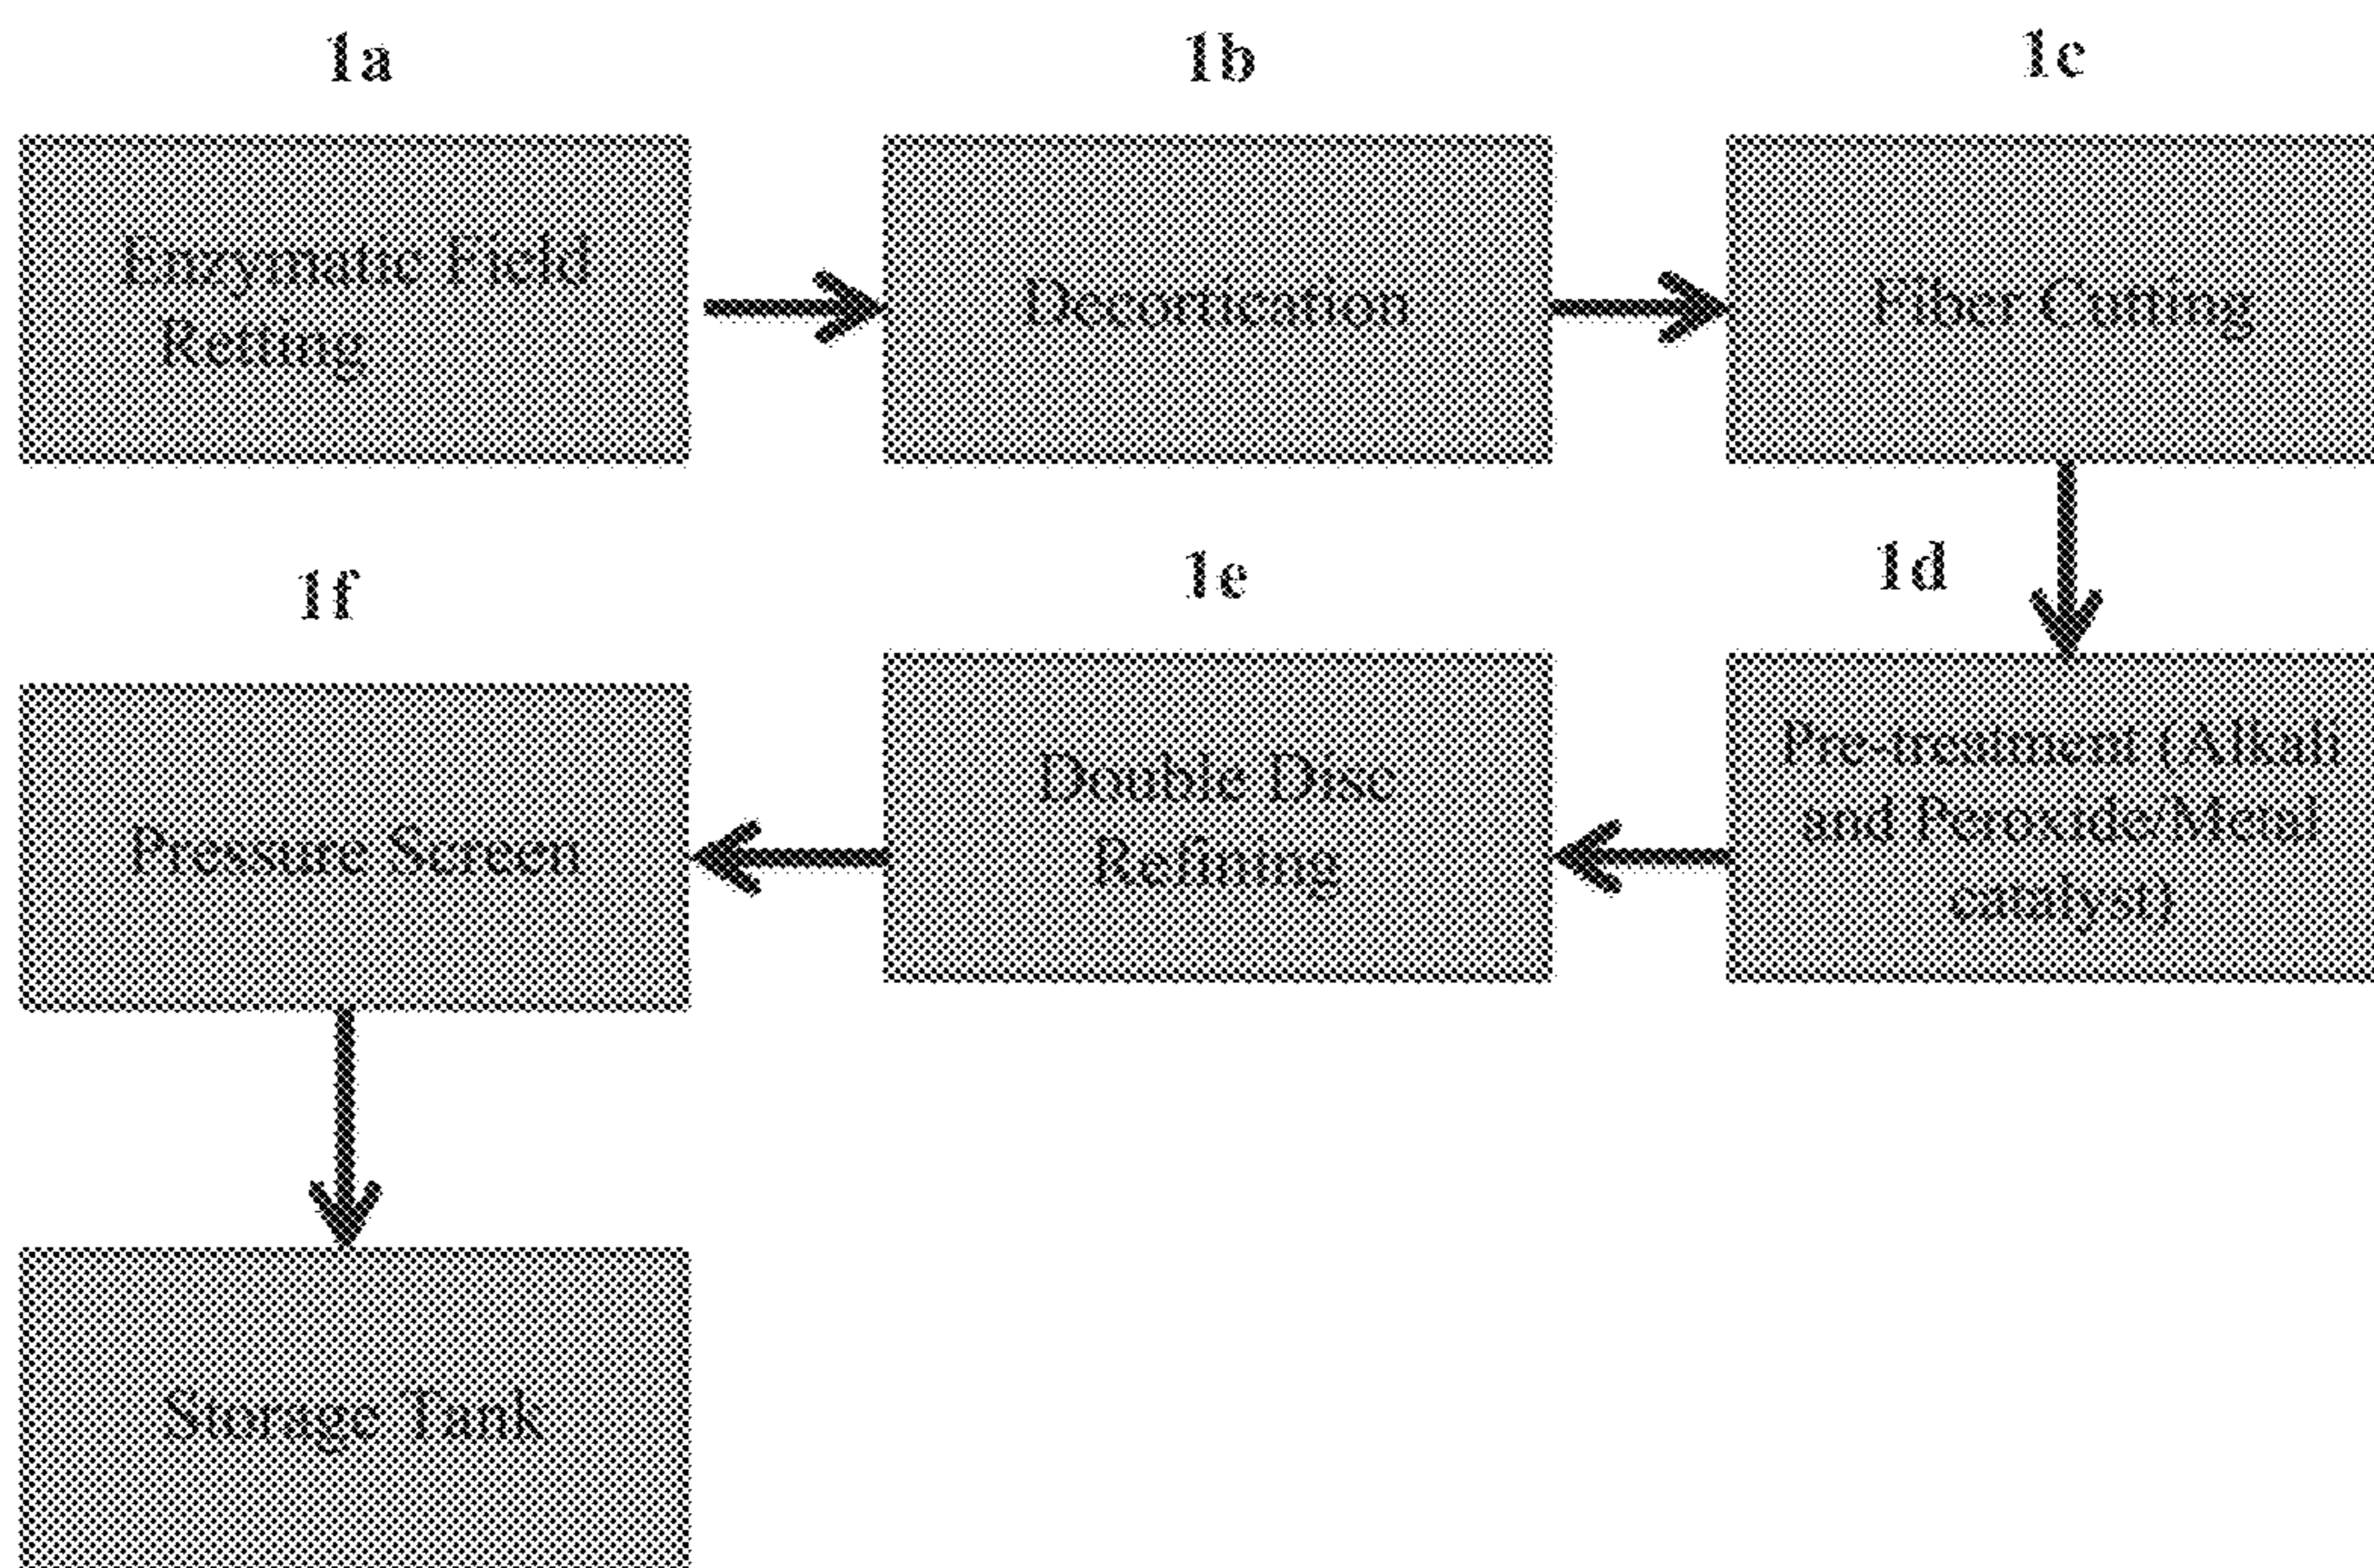 1a
1b
1c
Enzymatic Field
Retting
Decortication
Fiber Cutting
1d
1e
1f
Pre-treatment (Alkali
and Peroxide/Metal
catalyst)
Double Disc
Refining
Pressure Screen
Storage Tank